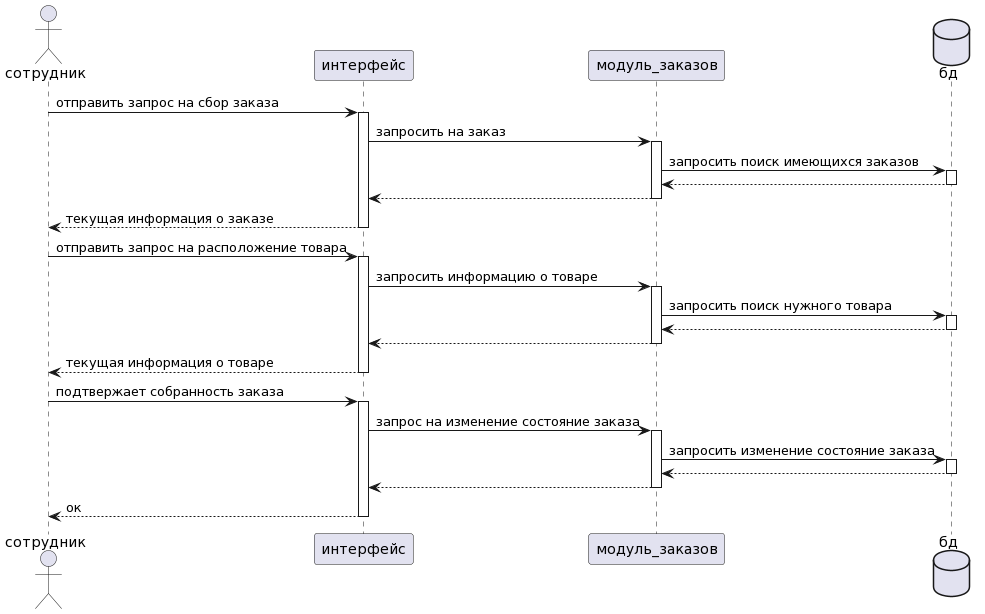 сотрудник
интерфейс
модуль_заказов
бд
отправить запрос на сбор заказа
запросить на заказ
запросить поиск имеющихся заказов
текущая информация о заказе
отправить запрос на расположение товара
запросить информацию о товаре
запросить поиск нужного товара
текущая информация о товаре
подтвержает собранность заказа
запрос на изменение состояние заказа
запросить изменение состояние заказа
ок
сотрудник
интерфейс
модуль_заказов
бд